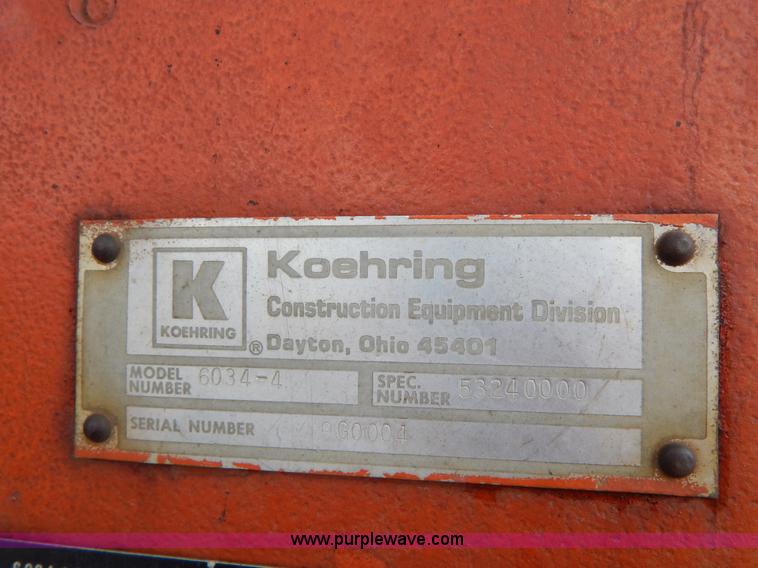 K
KOEHRING
®
Koehring
Construction Equipment Division
Dayton, Ohio 45401
MODEL NUMBER 6034-4
SPEC. NUMBER 53240000
SERIAL NUMBER
www.purplewave.com